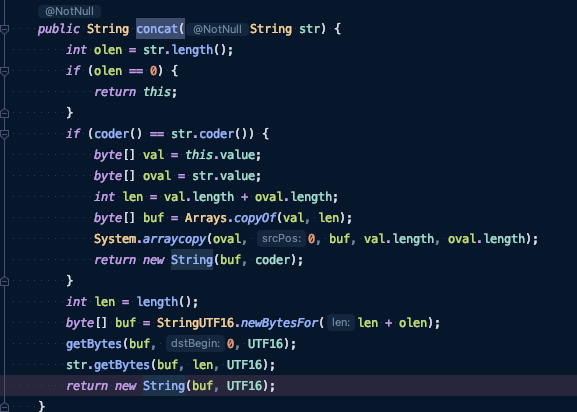 @NotNull
public String concat( @NotNull String str) {
int olen = str.length();
if (olen == 0) {
return this;
}
if (coder() == str.coder()) {
byte[] val = this.value;
byte[] oval = str.value;
int len = val.length + oval.length;
byte[] buf = Arrays.copyOf(val, len);
System.arraycopy(oval, srcPos: 0, buf, val.length, oval.length);
return new String(buf, coder);
}
int len = length();
byte[] buf = StringUTF16.newBytesFor( len: len + olen);
getBytes(buf, dstBegin: 0, UTF16);
str.getBytes(buf, len, UTF16);
return new String(buf, UTF16);
}